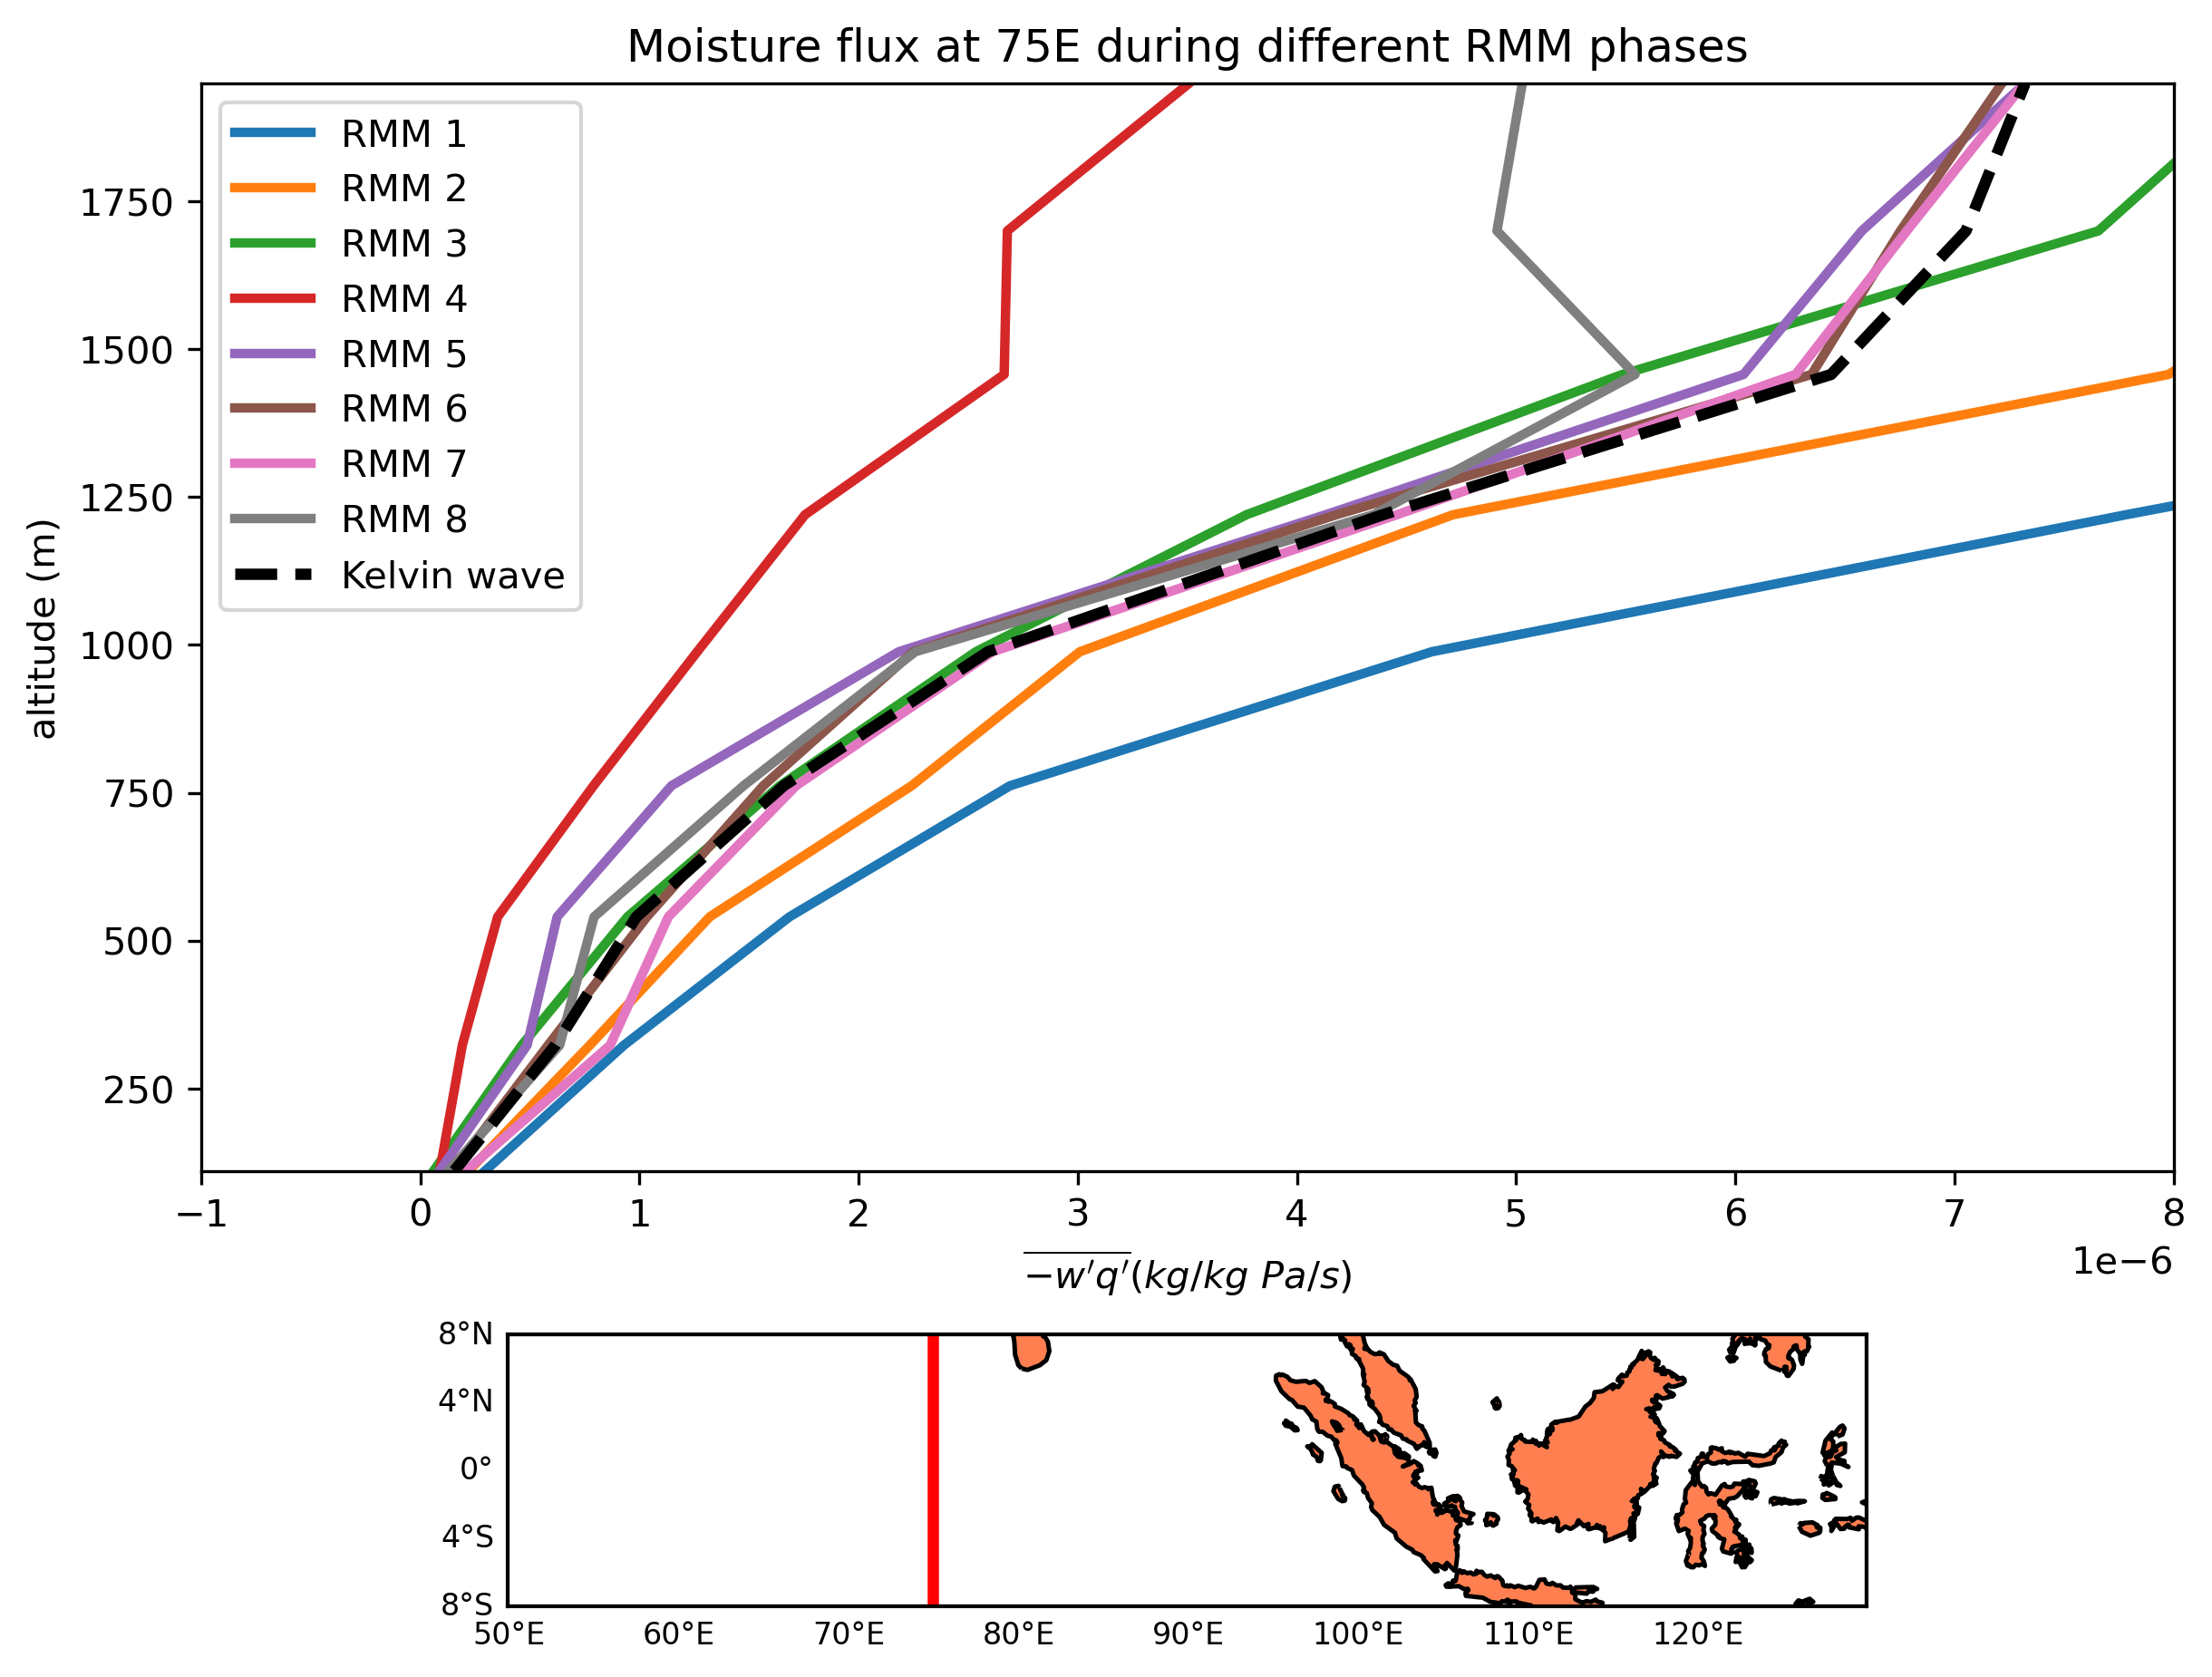 Moisture flux at 75E during different RMM phases
RMM 1
RMM 2
RMM 3
RMM 4
RMM 5
RMM 6
RMM 7
RMM 8
Kelvin wave
altitude (m)
1750
1500
1250
1000
750
500
250
−1 0 1 2 3 4 5 6 7 8
1e−6
−w′q′(kg/kg Pa/s)
8°N
4°N
0°
4°S
8°S
50°E 60°E 70°E 80°E 90°E 100°E 110°E 120°E